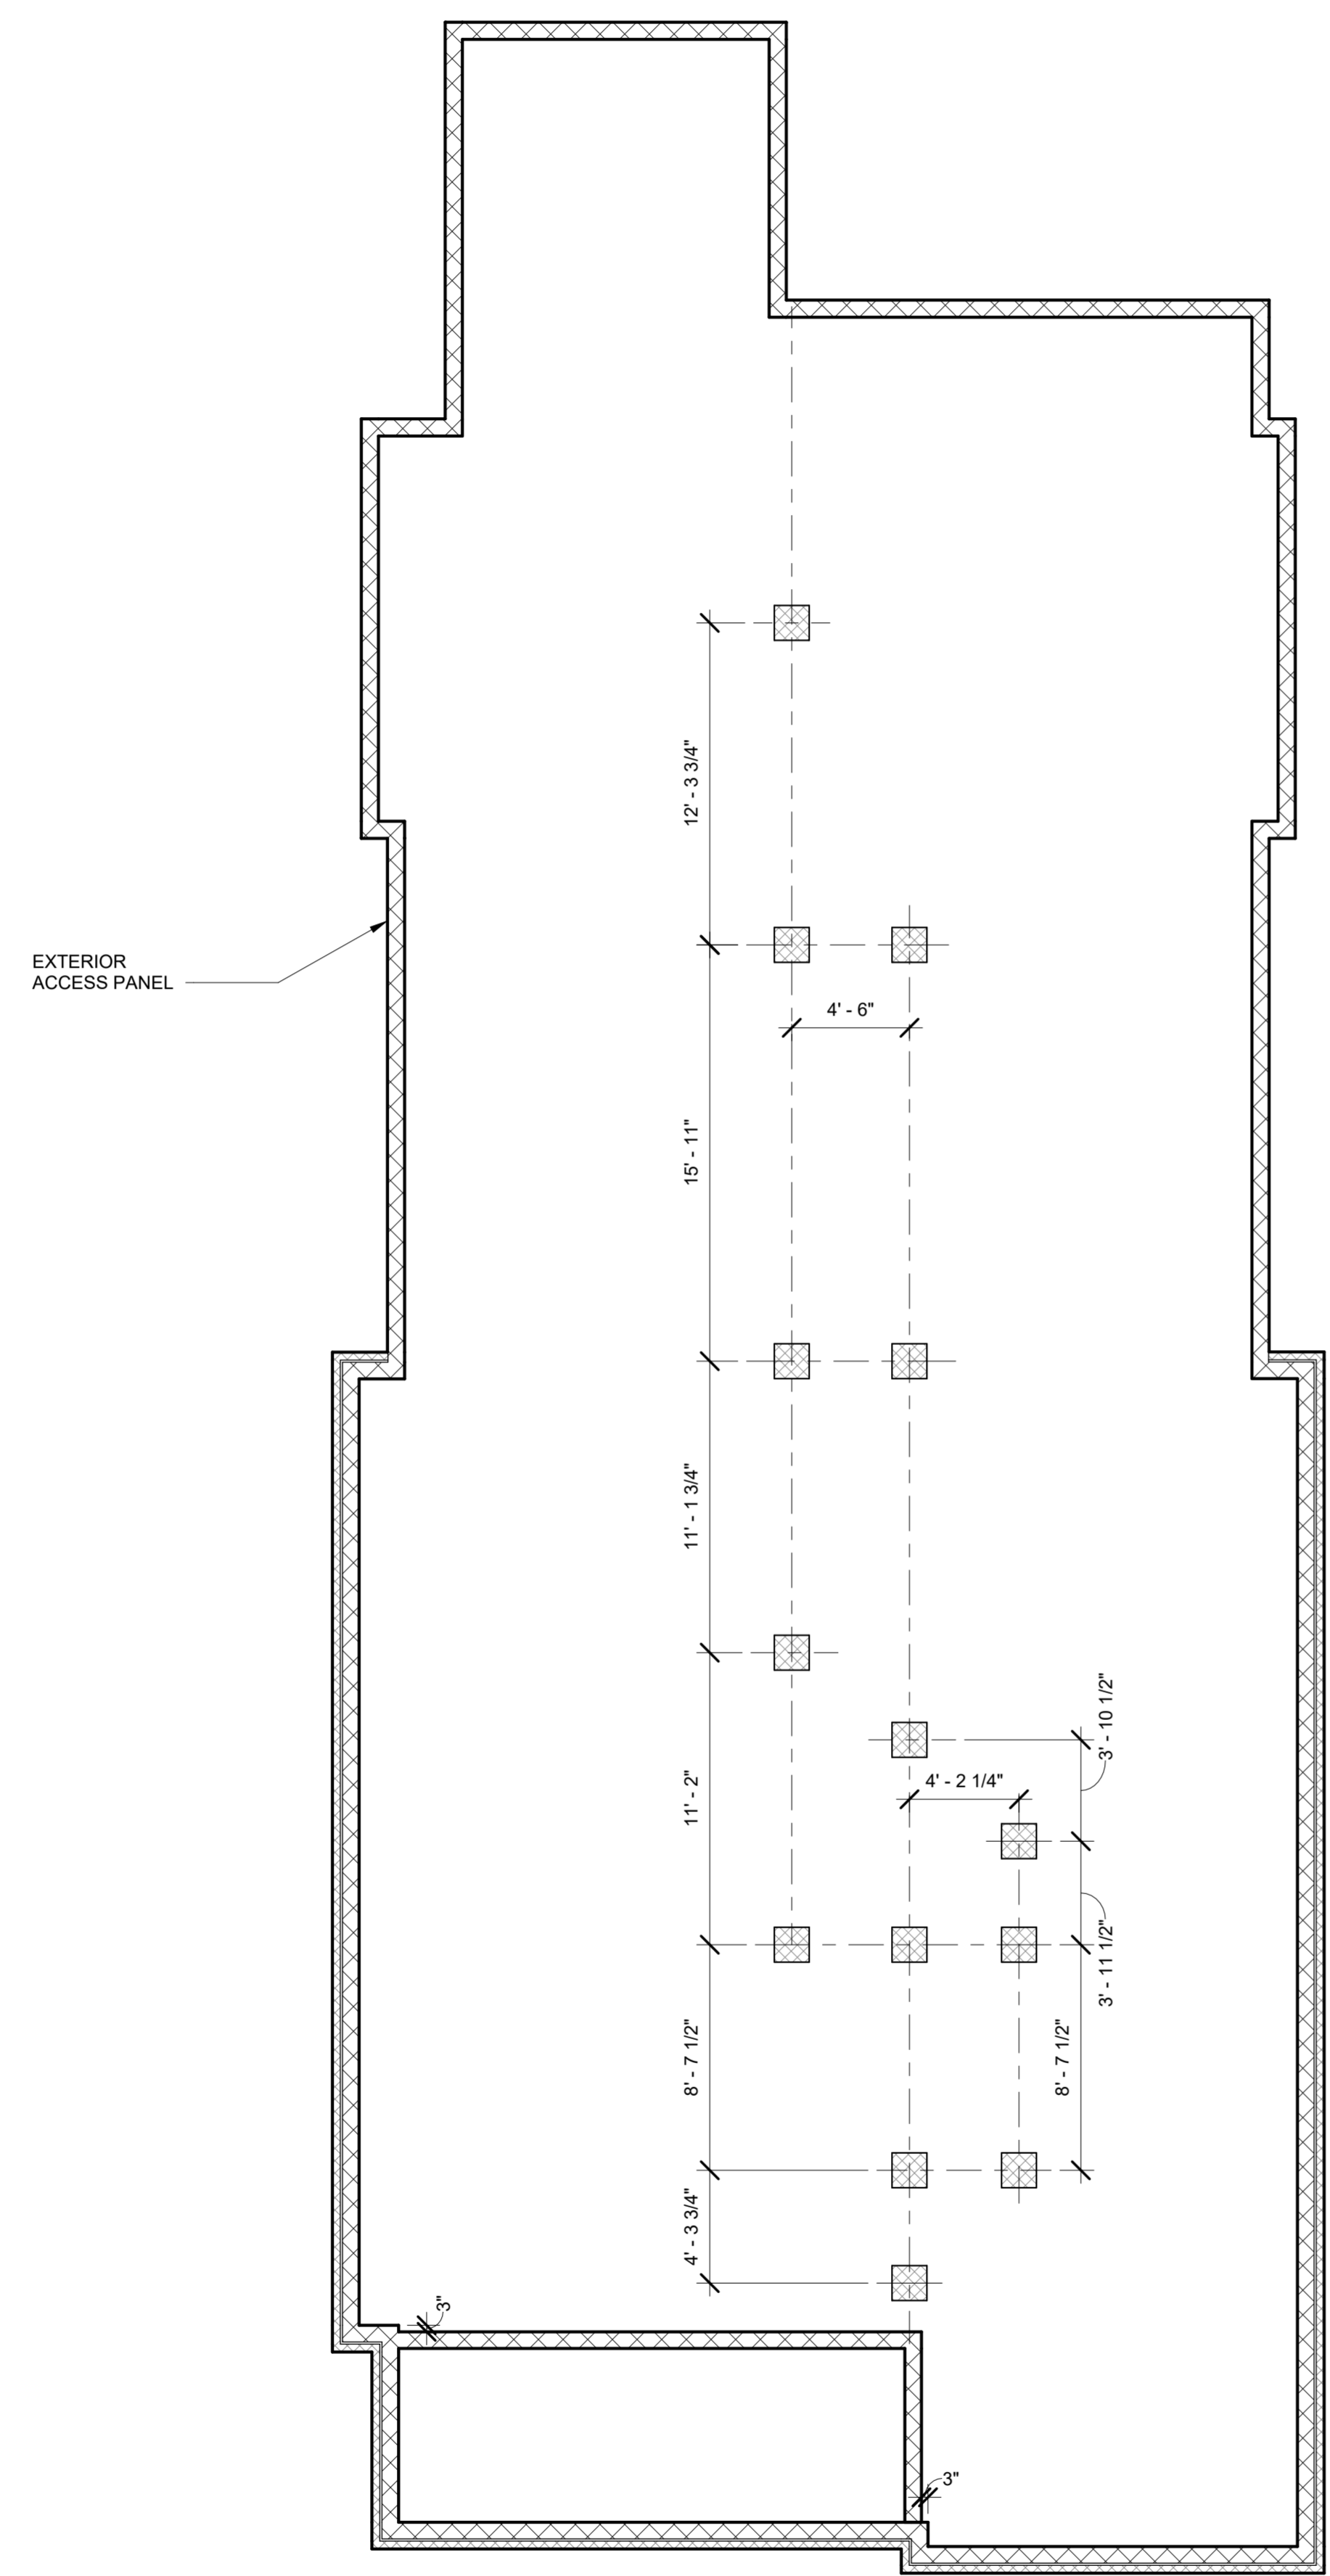 12' - 3 3/4"
EXTERIOR
ACCESS PANEL
4' - 6"
15' - 11"
11' - 1 3/4"
3' - 10 1/2"
4' - 2 1/4"
11' - 2"
3' - 11 1/2"
8' - 7 1/2"
8' - 7 1/2"
4' - 3 3/4"
3"
3"